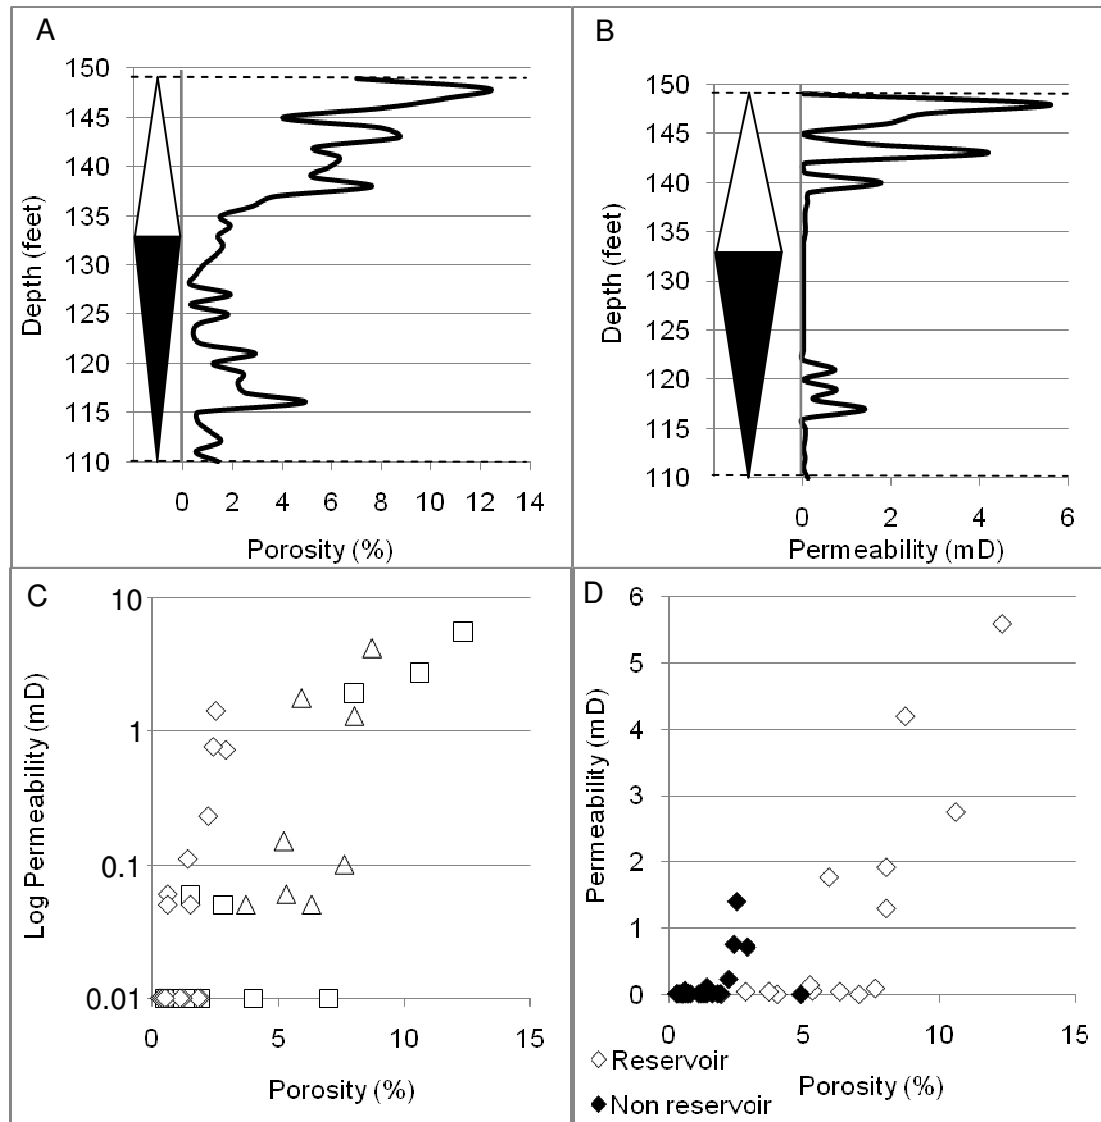 A
Depth (feet)
150
145
140
135
130
125
120
115
110
0 2 4 6 8 10 12 14
Porosity (%)
B
Depth (feet)
150
145
140
135
130
125
120
115
110
0 2 4 6
Permeability (mD)
C
Log Permeability (mD)
10
1
0.1
0.01
0 5 10 15
Porosity (%)
D
Permeability (mD)
6
5
4
3
2
1
0
0 5 10 15
Porosity (%)
Reservoir
Non reservoir